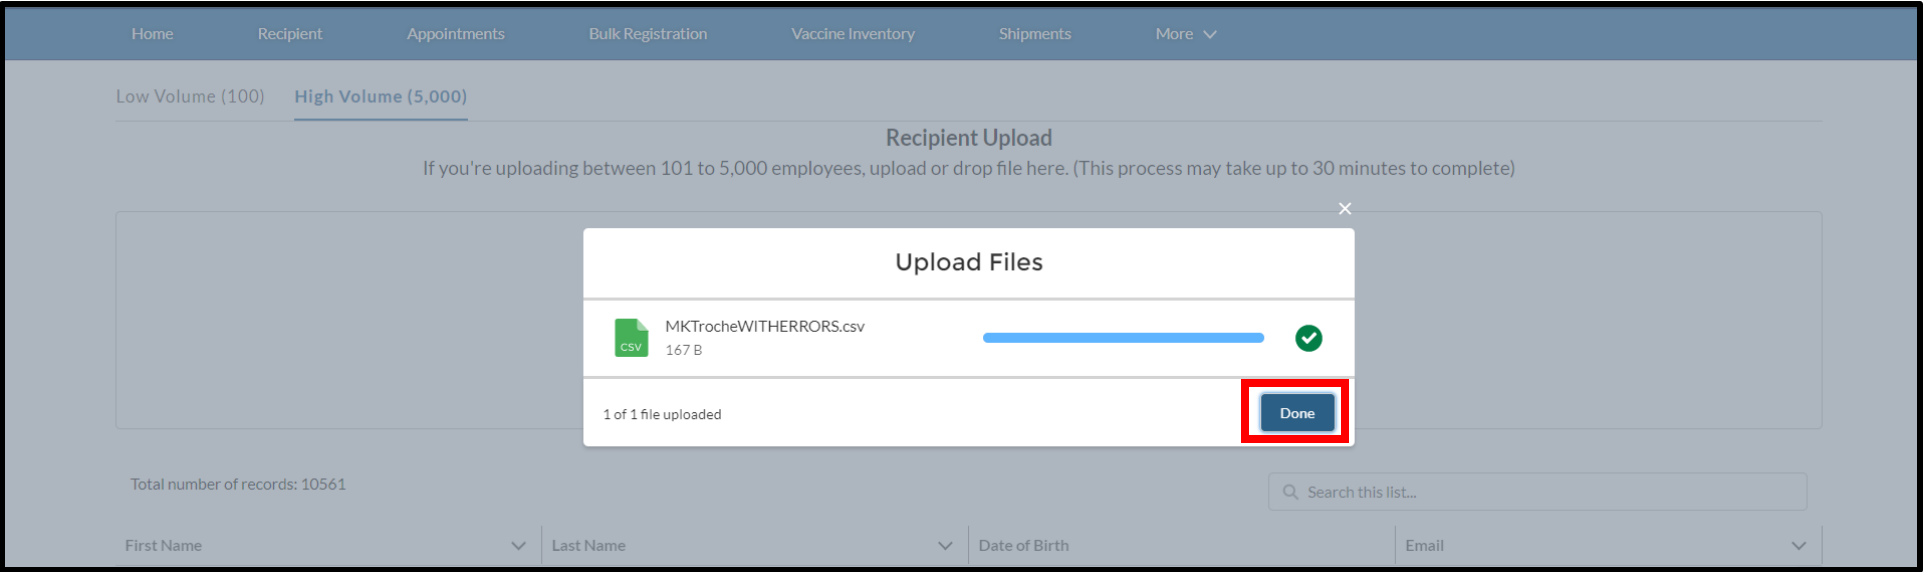 Home Recipient Appointments Bulk Registration Vaccine Inventory Shipments More
Low Volume (100) High Volume (5,000)
Recipient Upload
If you're uploading between 101 to 5,000 employees, upload or drop file here. (This process may take up to 30 minutes to complete)
Upload Files
MKTrocheWITHERRORS.csv
CSV
167 B
1 of 1 file uploaded
Done
Total number of records: 10561
Search this list...
First Name Last Name Date of Birth Email